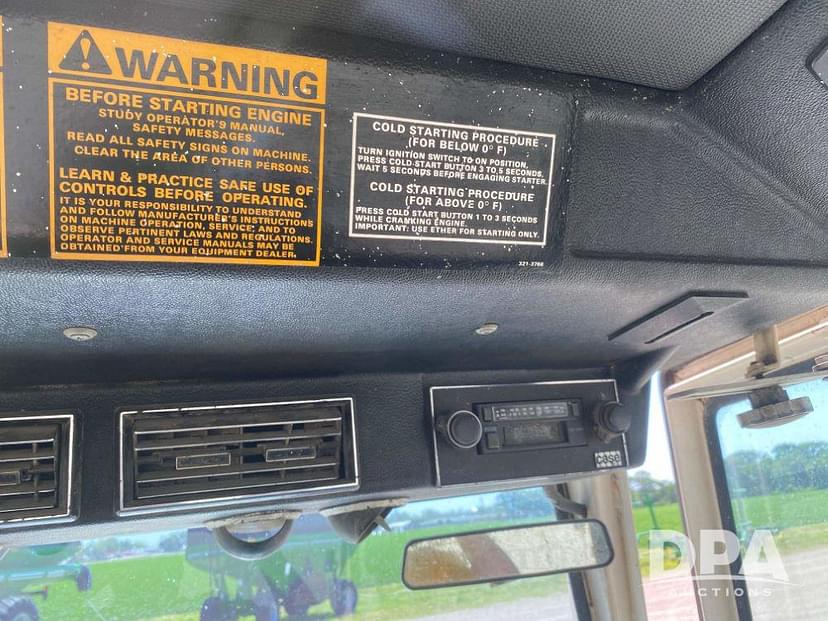 WARNING
BEFORE STARTING ENGINE
STUDY OPERATOR'S MANUAL,
SAFETY MESSAGES.
READ ALL SAFETY SIGNS ON MACHINE.
CLEAR THE AREA OF OTHER PERSONS.
LEARN & PRACTICE SAFE USE OF
CONTROLS BEFORE OPERATING.
IT IS YOUR RESPONSIBILITY TO UNDERSTAND
AND FOLLOW MANUFACTURER'S INSTRUCTIONS
ON MACHINE OPERATION, SERVICE, AND TO
OBSERVE PERTINENT LAWS AND REGULATIONS.
OPERATOR AND SERVICE MANUALS MAY BE
OBTAINED FROM YOUR EQUIPMENT DEALER.
COLD STARTING PROCEDURE
(FOR BELOW 0° F)
TURN IGNITION SWITCH TO ON POSITION,
PRESS COLD START BUTTON 3 TO 5 SECONDS,
WAIT 5 SECONDS BEFORE ENGAGING STARTER.
COLD STARTING PROCEDURE
(FOR ABOVE 0° F)
PRESS COLD START BUTTON 1 TO 3 SECONDS
WHILE CRANKING ENGINE
IMPORTANT: USE ETHER FOR STARTING ONLY.
321-3766
case
DPA
AUCTIONS